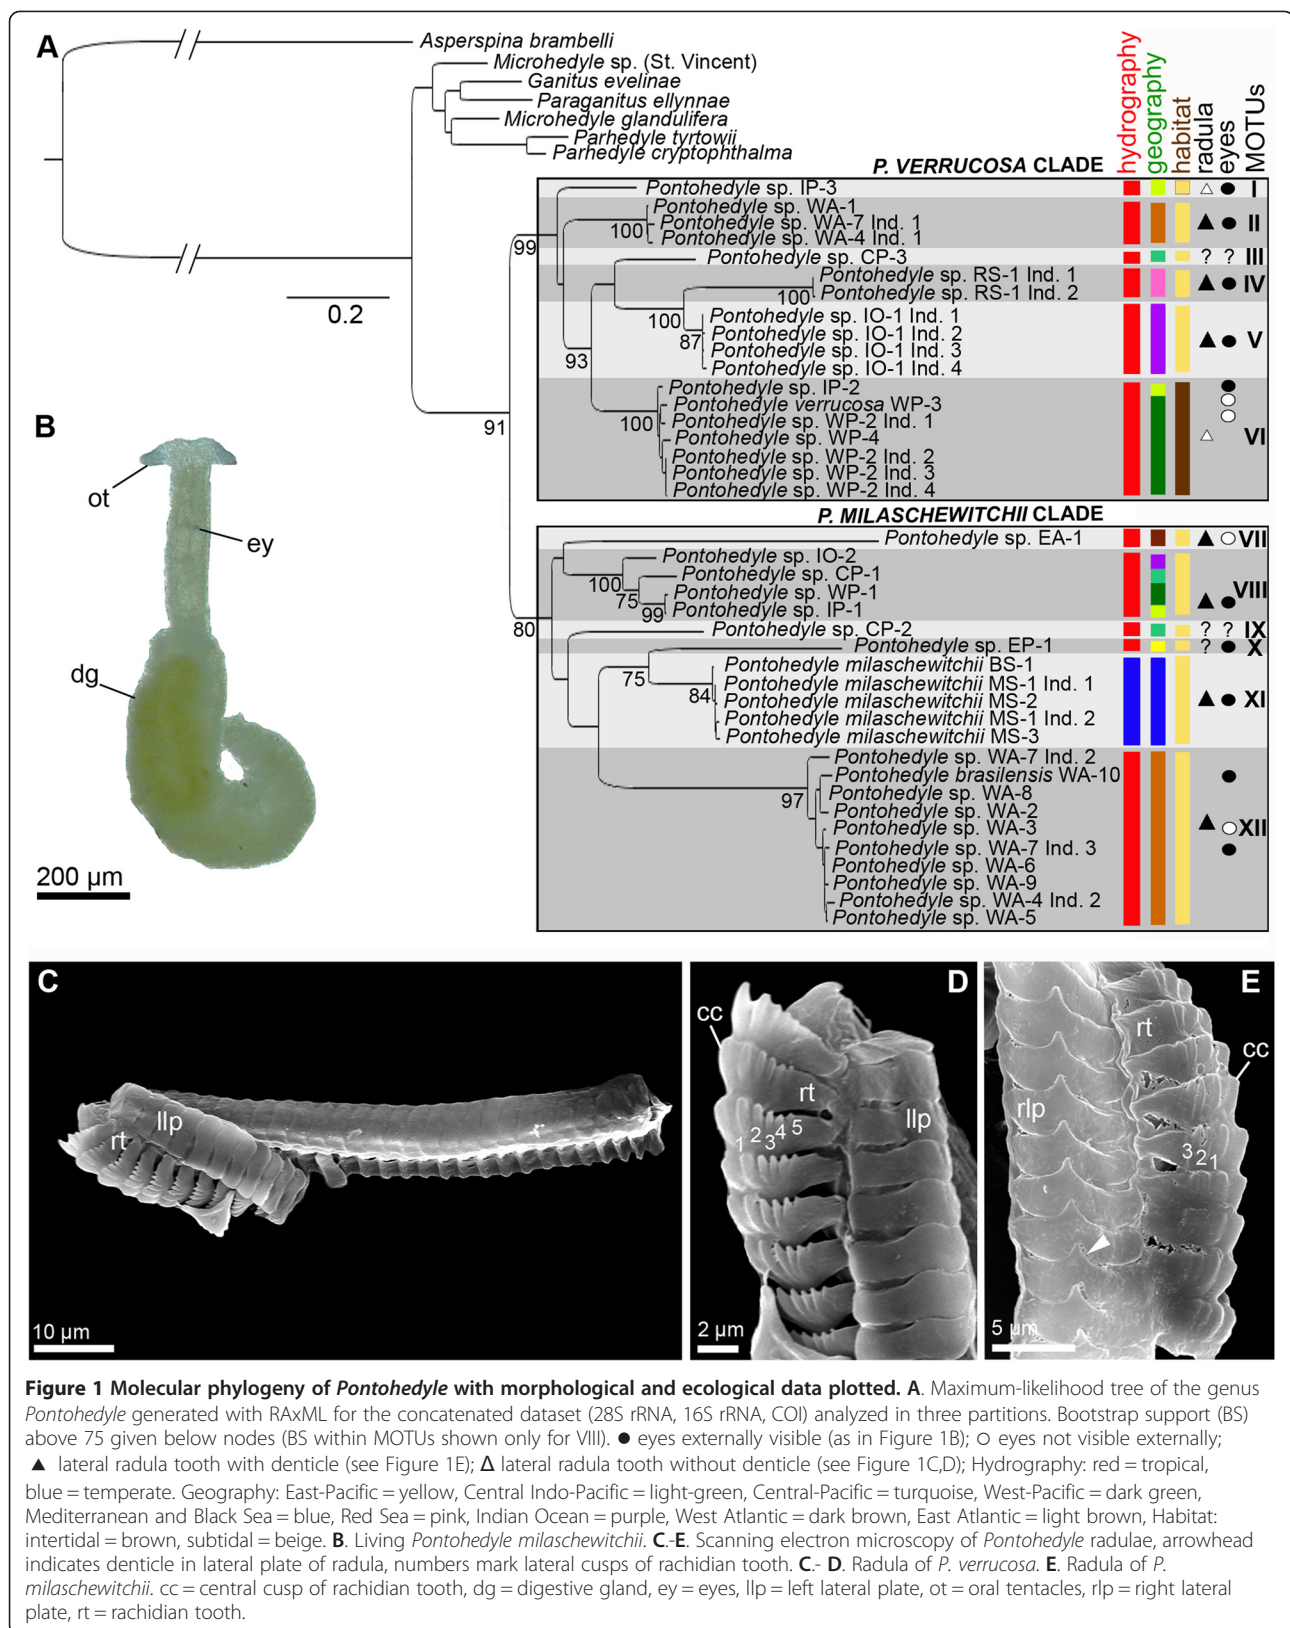 A
Asperspina brambelli
Microhedyle sp. (St. Vincent)
Ganitus evelinae
Paraganitus ellynnae
Microhedyle glandulifera
Parhedyle tyrtowii
Parhedyle cryptophthalma
hydrography
geography
habitat
radula
eyes
MOTUs
P. VERRUCOSA CLADE
Pontohedyle sp. IP-3
I
Pontohedyle sp. WA-1
Pontohedyle sp. WA-7 Ind. 1
II
Pontohedyle sp. WA-4 Ind. 1
100
99
Pontohedyle sp. CP-3
? ? III
Pontohedyle sp. RS-1 Ind. 1
IV
Pontohedyle sp. RS-1 Ind. 2
100
0.2
100
Pontohedyle sp. IO-1 Ind. 1
Pontohedyle sp. IO-1 Ind. 2
87
V
Pontohedyle sp. IO-1 Ind. 3
Pontohedyle sp. IO-1 Ind. 4
93
Pontohedyle sp. IP-2
Pontohedyle verrucosa WP-3
Pontohedyle sp. WP-2 Ind. 1
100
Pontohedyle sp. WP-4
VI
Pontohedyle sp. WP-2 Ind. 2
Pontohedyle sp. WP-2 Ind. 3
Pontohedyle sp. WP-2 Ind. 4
91
P. MILASCHEWITCHII CLADE
Pontohedyle sp. EA-1
VII
Pontohedyle sp. IO-2
Pontohedyle sp. CP-1
100
Pontohedyle sp. WP-1
VIII
75
Pontohedyle sp. IP-1
99
80
Pontohedyle sp. CP-2
? ? IX
Pontohedyle sp. EP-1
? X
75
Pontohedyle milaschewitchii BS-1
Pontohedyle milaschewitchii MS-1 Ind. 1
84
Pontohedyle milaschewitchii MS-2
XI
Pontohedyle milaschewitchii MS-1 Ind. 2
Pontohedyle milaschewitchii MS-3
Pontohedyle sp. WA-7 Ind. 2
Pontohedyle brasilensis WA-10
Pontohedyle sp. WA-8
97
Pontohedyle sp. WA-2
Pontohedyle sp. WA-3
XII
Pontohedyle sp. WA-7 Ind. 3
Pontohedyle sp. WA-6
Pontohedyle sp. WA-9
Pontohedyle sp. WA-4 Ind. 2
Pontohedyle sp. WA-5
B
ot
ey
dg
200 µm
C
rt
llp
10 µm
D
cc
rt
llp
1 2 3 4 5
2 µm
E
rt
cc
rlp
3 2 1
5 µm
Figure 1 Molecular phylogeny of Pontohedyle with morphological and ecological data plotted. A. Maximum-likelihood tree of the genus
Pontohedyle generated with RAxML for the concatenated dataset (28S rRNA, 16S rRNA, COI) analyzed in three partitions. Bootstrap support (BS)
above 75 given below nodes (BS within MOTUs shown only for VIII). ● eyes externally visible (as in Figure 1B); ○ eyes not visible externally;
▲ lateral radula tooth with denticle (see Figure 1E); Δ lateral radula tooth without denticle (see Figure 1C,D); Hydrography: red = tropical,
blue = temperate. Geography: East-Pacific = yellow, Central Indo-Pacific = light-green, Central-Pacific = turquoise, West-Pacific = dark green,
Mediterranean and Black Sea = blue, Red Sea = pink, Indian Ocean = purple, West Atlantic = dark brown, East Atlantic = light brown, Habitat:
intertidal = brown, subtidal = beige. B. Living Pontohedyle milaschewitchii. C.-E. Scanning electron microscopy of Pontohedyle radulae, arrowhead
indicates denticle in lateral plate of radula, numbers mark lateral cusps of rachidian tooth. C.- D. Radula of P. verrucosa. E. Radula of P.
milaschewitchii. cc = central cusp of rachidian tooth, dg = digestive gland, ey = eyes, llp = left lateral plate, ot = oral tentacles, rlp = right lateral
plate, rt = rachidian tooth.